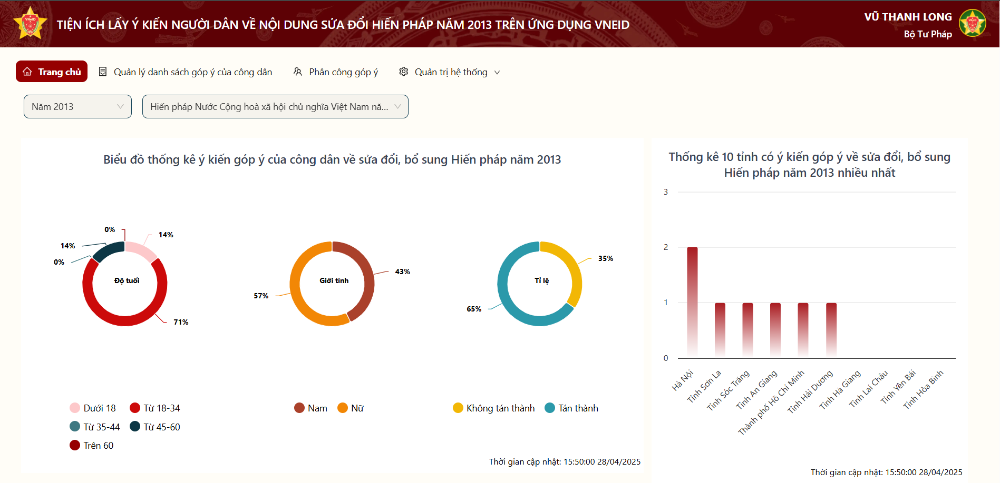 VNeID
TIỆN ÍCH LẤY Ý KIẾN NGƯỜI DÂN VỀ NỘI DUNG SỬA ĐỔI HIẾN PHÁP NĂM 2013 TRÊN ỨNG DỤNG VNEID
VŨ THANH LONG
Bộ Tư Pháp
VNeID
Trang chủ
Quản lý danh sách góp ý của công dân
Phân công góp ý
Quản trị hệ thống
Năm 2013
Hiến pháp Nước Cộng hoà xã hội chủ nghĩa Việt Nam nă...
Biểu đồ thống kê ý kiến góp ý của công dân về sửa đổi, bổ sung Hiến pháp năm 2013
0%
14%
14%
0%
Độ tuổi
71%
Dưới 18
Từ 18-34
Từ 35-44
Từ 45-60
Trên 60
43%
Giới tính
57%
Nam
Nữ
35%
Tỉ lệ
65%
Không tán thành
Tán thành
Thời gian cập nhật: 15:50:00 28/04/2025
Thống kê 10 tỉnh có ý kiến góp ý về sửa đổi, bổ sung
Hiến pháp năm 2013 nhiều nhất
3
2
1
0
Hà Nội
Tỉnh Sơn La
Tỉnh Sóc Trăng
Tỉnh An Giang
Thành phố Hồ Chí Minh
Tỉnh Hải Dương
Tỉnh Hà Giang
Tỉnh Lai Châu
Tỉnh Yên Bái
Tỉnh Hòa Bình
Thời gian cập nhật: 15:50:00 28/04/2025